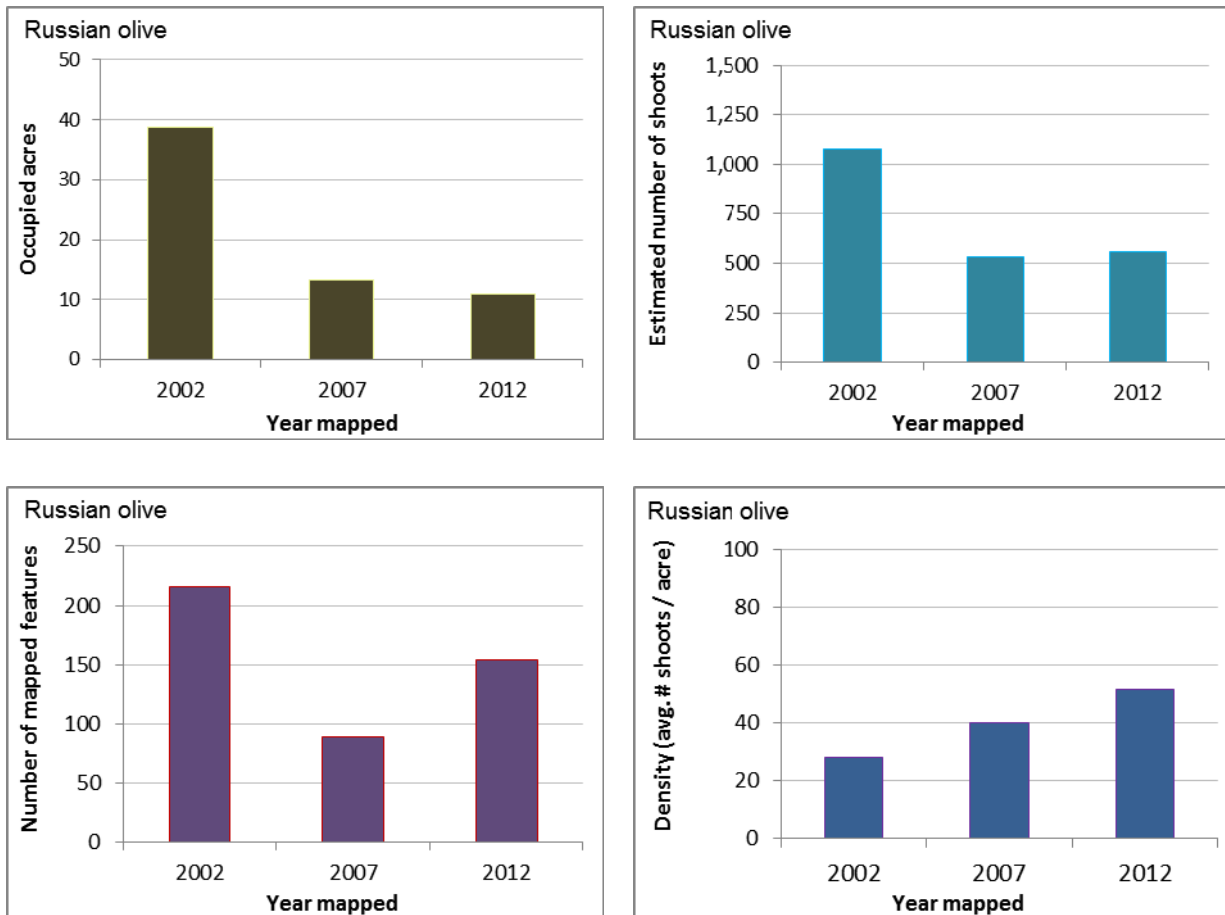 Russian olive
50
40
30
20
10
0
Occupied acres
2002 2007 2012
Year mapped
Russian olive
1,500
1,250
1,000
750
500
250
0
Estimated number of shoots
2002 2007 2012
Year mapped
Russian olive
250
200
150
100
50
0
Number of mapped features
2002 2007 2012
Year mapped
Russian olive
100
80
60
40
20
0
Density (avg. # shoots / acre)
2002 2007 2012
Year mapped